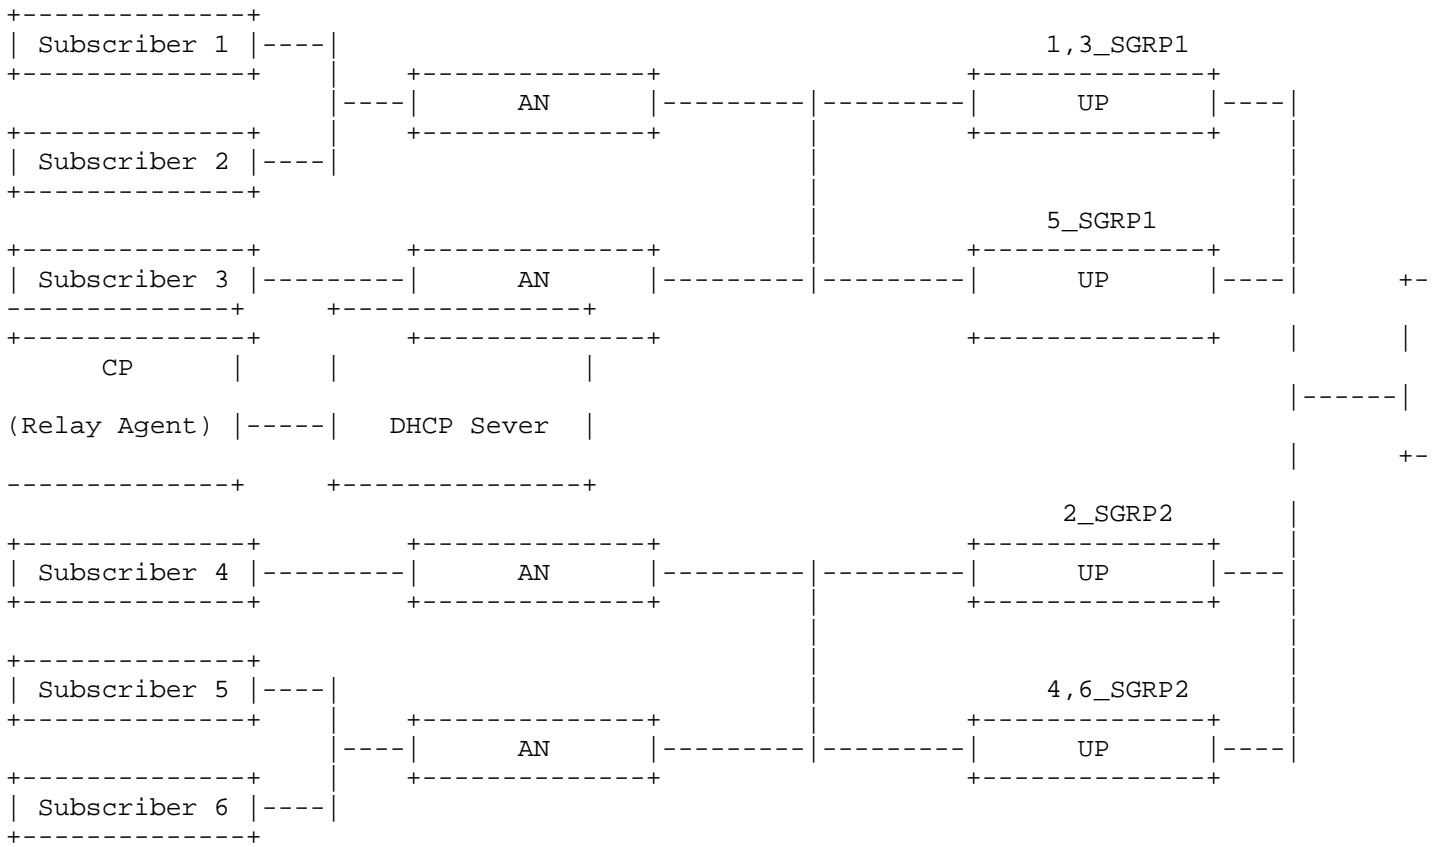 Subscriber 1
1,3_SGRP1
AN UP
Subscriber 2
5_SGRP1
Subscriber 3 AN UP
CP
(Relay Agent) DHCP Sever
2_SGRP2
Subscriber 4 AN UP
Subscriber 5 4,6_SGRP2
AN UP
Subscriber 6